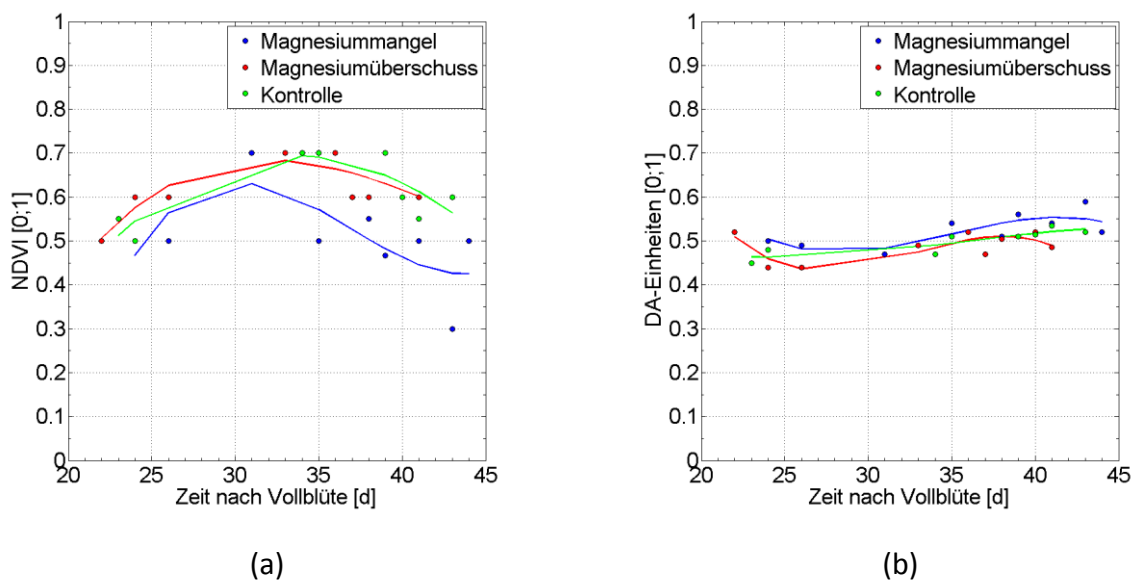 1
0.9
0.8
0.7
0.6
0.5
0.4
0.3
0.2
0.1
0
NDVI [0;1]
Magnesiummangel
Magnesiumüberschuss
Kontrolle
20 25 30 35 40 45
Zeit nach Vollblüte [d]
(a)
1
0.9
0.8
0.7
0.6
0.5
0.4
0.3
0.2
0.1
0
DA-Einheiten [0;1]
Magnesiummangel
Magnesiumüberschuss
Kontrolle
20 25 30 35 40 45
Zeit nach Vollblüte [d]
(b)